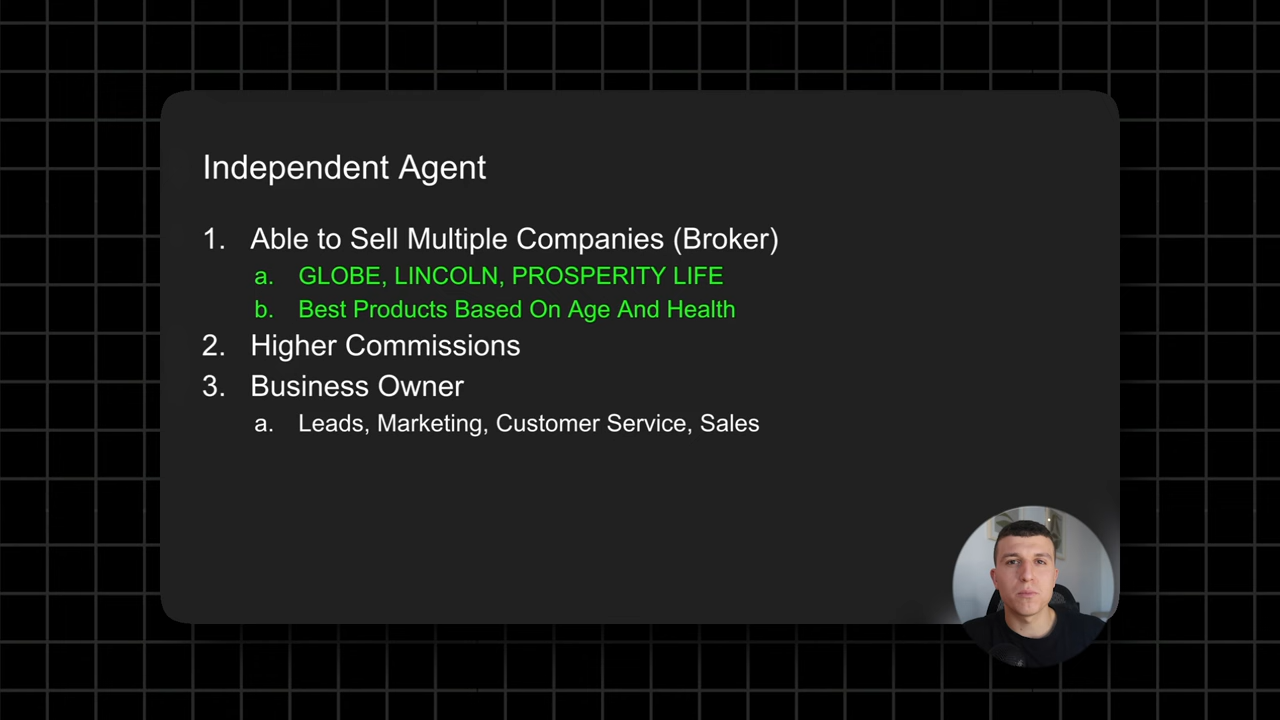 Independent Agent
1. Able to Sell Multiple Companies (Broker)
a. GLOBE, LINCOLN, PROSPERITY LIFE
b. Best Products Based On Age And Health
2. Higher Commissions
3. Business Owner
a. Leads, Marketing, Customer Service, Sales